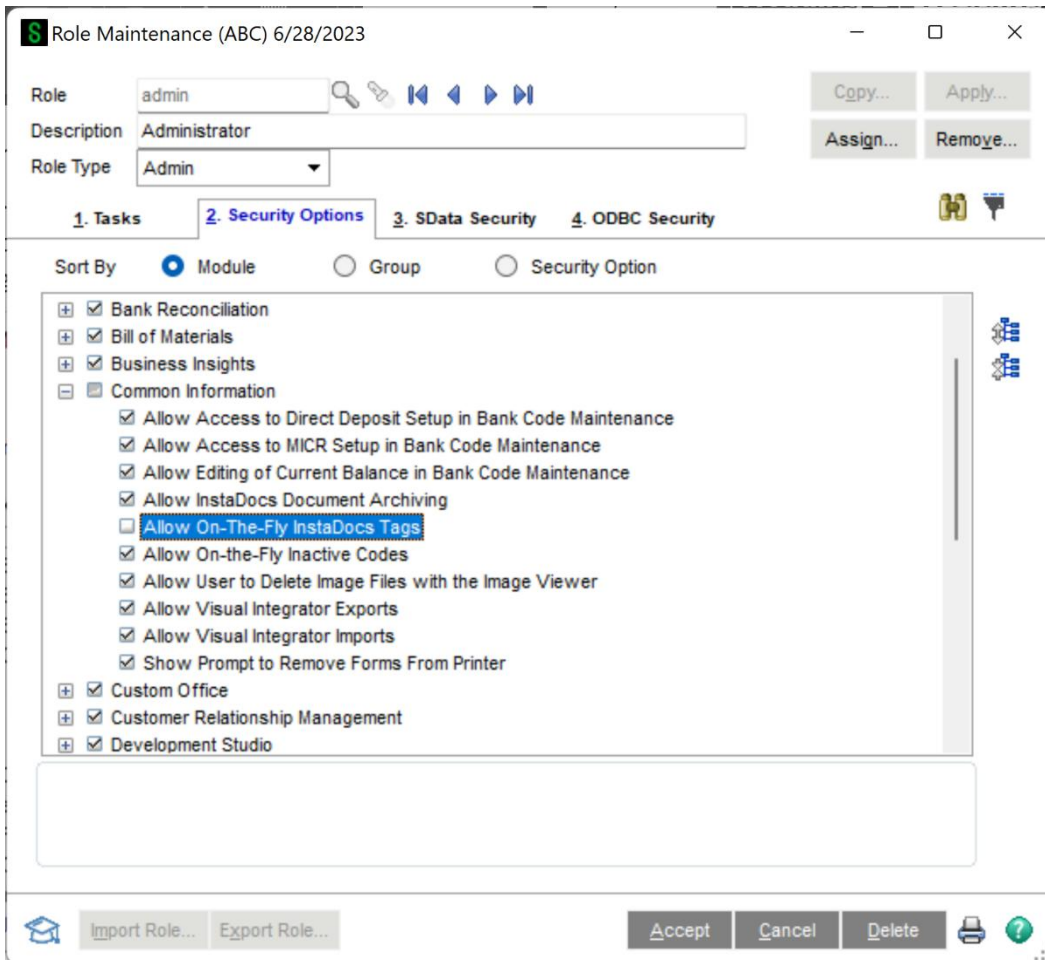 S Role Maintenance (ABC) 6/28/2023
Role admin Copy... Apply...
Description Administrator Assign... Remove...
Role Type Admin
1. Tasks 2. Security Options 3. SData Security 4. ODBC Security
Sort By Module Group Security Option
Bank Reconciliation
Bill of Materials
Business Insights
Common Information
Allow Access to Direct Deposit Setup in Bank Code Maintenance
Allow Access to MICR Setup in Bank Code Maintenance
Allow Editing of Current Balance in Bank Code Maintenance
Allow InstaDocs Document Archiving
Allow On-The-Fly InstaDocs Tags
Allow On-the-Fly Inactive Codes
Allow User to Delete Image Files with the Image Viewer
Allow Visual Integrator Exports
Allow Visual Integrator Imports
Show Prompt to Remove Forms From Printer
Custom Office
Customer Relationship Management
Development Studio
Import Role... Export Role... Accept Cancel Delete ?